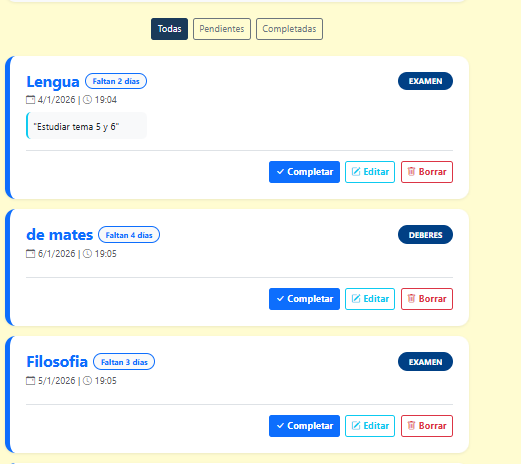 Todas Pendientes Completadas
Lengua Faltan 2 días EXAMEN
4/1/2026 | 19:04
"Estudiar tema 5 y 6"
Completar Editar Borrar
de mates Faltan 4 días DEBERES
6/1/2026 | 19:05
Completar Editar Borrar
Filosofia Faltan 3 días EXAMEN
5/1/2026 | 19:05
Completar Editar Borrar